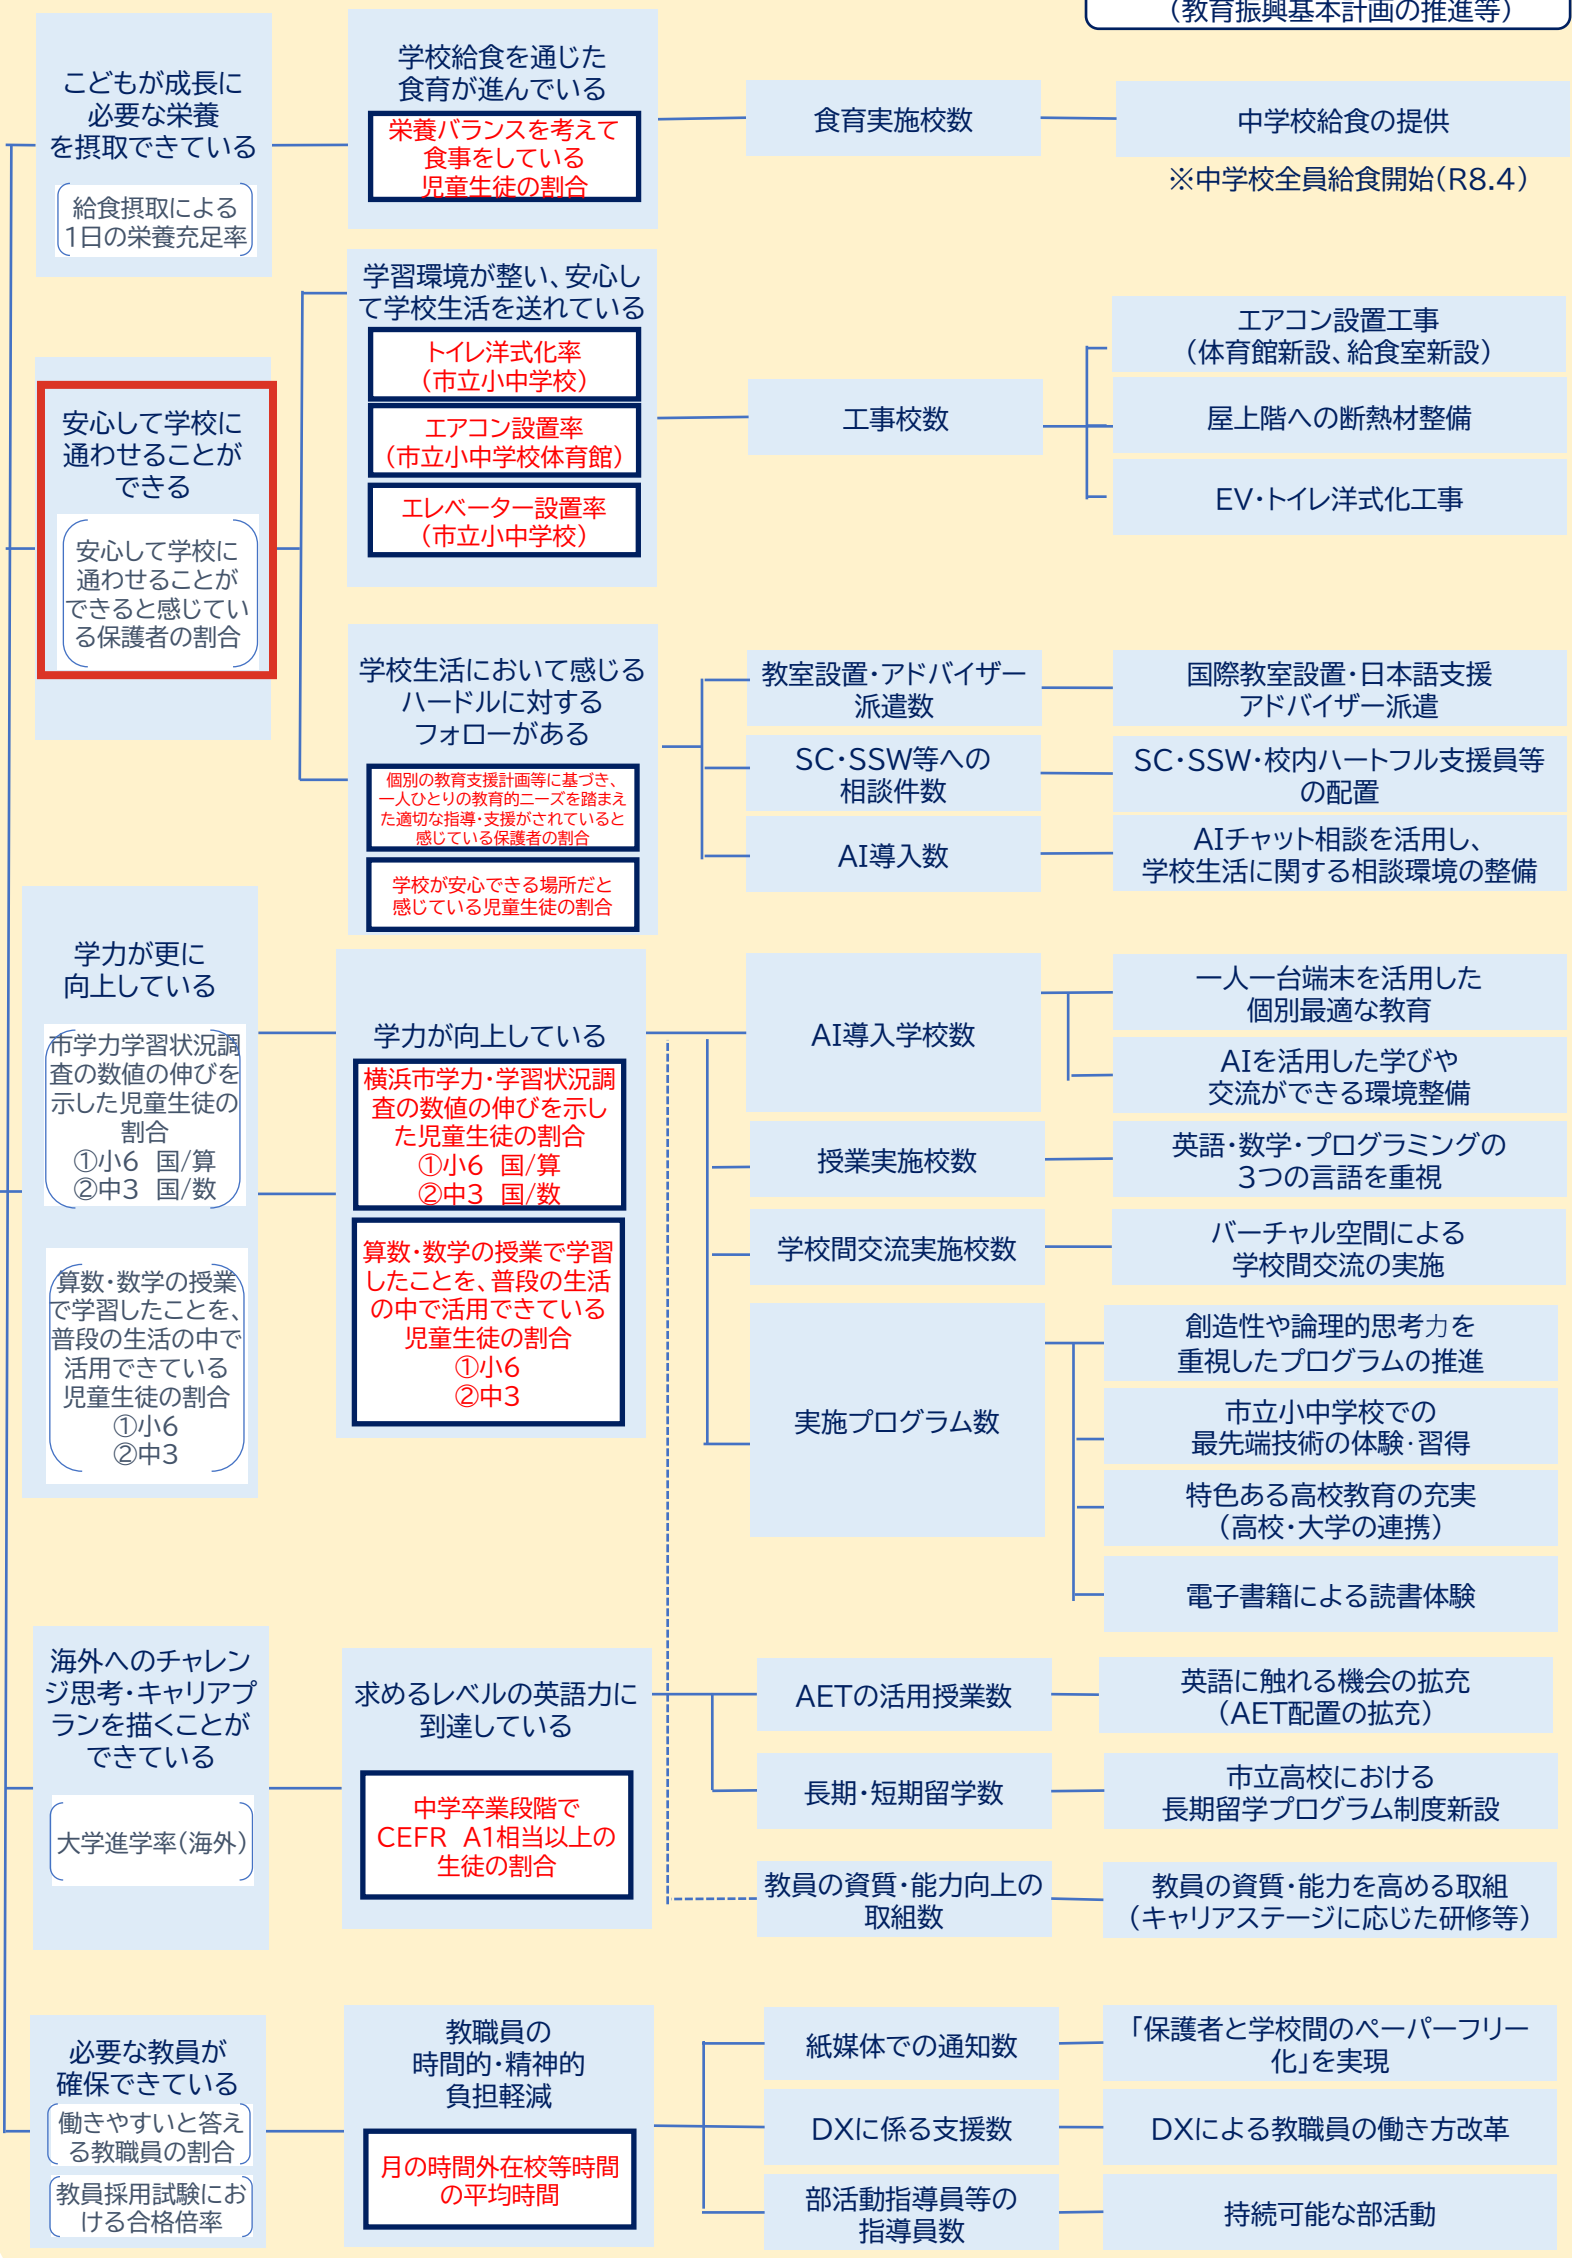 （教育振興基本計画の推進等）
こどもが成長に
必要な栄養
を摂取できている
給食摂取による
1日の栄養充足率
学校給食を通じた
食育が進んでいる
栄養バランスを考えて
食事をしている
児童生徒の割合
食育実施校数
中学校給食の提供
※中学校全員給食開始（R8.4）
安心して学校に
通わせることが
できる
安心して学校に
通わせることが
できると感じてい
る保護者の割合
学習環境が整い、安心し
て学校生活を送れている
トイレ洋式化率
（市立小中学校）
エアコン設置率
（市立小中学校体育館）
エレベーター設置率
（市立小中学校）
工事校数
エアコン設置工事
（体育館新設、給食室新設）
屋上階への断熱材整備
EV・トイレ洋式化工事
学校生活において感じる
ハードルに対する
フォローがある
個別の教育支援計画等に基づき、
一人ひとりの教育的ニーズを踏まえ
た適切な指導・支援がされていると
感じている保護者の割合
学校が安心できる場所だと
感じている児童生徒の割合
教室設置・アドバイザー
派遣数
国際教室設置・日本語支援
アドバイザー派遣
SC・SSW等への
相談件数
SC・SSW・校内ハートフル支援員等
の配置
AI導入数
AIチャット相談を活用し、
学校生活に関する相談環境の整備
学力が更に
向上している
市学力学習状況調
査の数値の伸びを
示した児童生徒の
割合
①小6　国/算
②中3　国/数
算数・数学の授業
で学習したことを、
普段の生活の中で
活用できている
児童生徒の割合
①小6
②中3
学力が向上している
横浜市学力・学習状況調
査の数値の伸びを示し
た児童生徒の割合
①小6　国/算
②中3　国/数
算数・数学の授業で学習
したことを、普段の生活
の中で活用できている
児童生徒の割合
①小6
②中3
AI導入学校数
一人一台端末を活用した
個別最適な教育
AIを活用した学びや
交流ができる環境整備
授業実施校数
英語・数学・プログラミングの
3つの言語を重視
学校間交流実施校数
バーチャル空間による
学校間交流の実施
実施プログラム数
創造性や論理的思考力を
重視したプログラムの推進
市立小中学校での
最先端技術の体験・習得
特色ある高校教育の充実
（高校・大学の連携）
電子書籍による読書体験
海外へのチャレン
ジ思考・キャリアプ
ランを描くことが
できている
大学進学率（海外）
求めるレベルの英語力に
到達している
中学卒業段階で
CEFR　A1相当以上の
生徒の割合
AETの活用授業数
英語に触れる機会の拡充
（AET配置の拡充）
長期・短期留学数
市立高校における
長期留学プログラム制度新設
教員の資質・能力向上の
取組数
教員の資質・能力を高める取組
（キャリアステージに応じた研修等）
必要な教員が
確保できている
働きやすいと答え
る教職員の割合
教員採用試験にお
ける合格倍率
教職員の
時間的・精神的
負担軽減
月の時間外在校等時間
の平均時間
紙媒体での通知数
「保護者と学校間のペーパーフリー
化」を実現
DXに係る支援数
DXによる教職員の働き方改革
部活動指導員等の
指導員数
持続可能な部活動